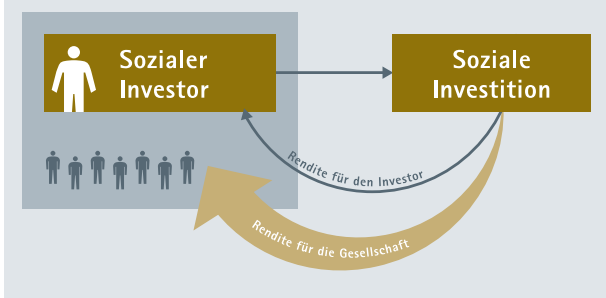 Sozialer
Investor
Soziale
Investition
Rendite für den Investor
Rendite für die Gesellschaft